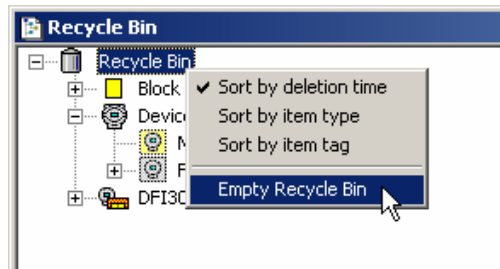 Recycle Bin
Recycle Bin
Block
Sort by deletion time
Sort by item type
Sort by item tag
Empty Recycle Bin